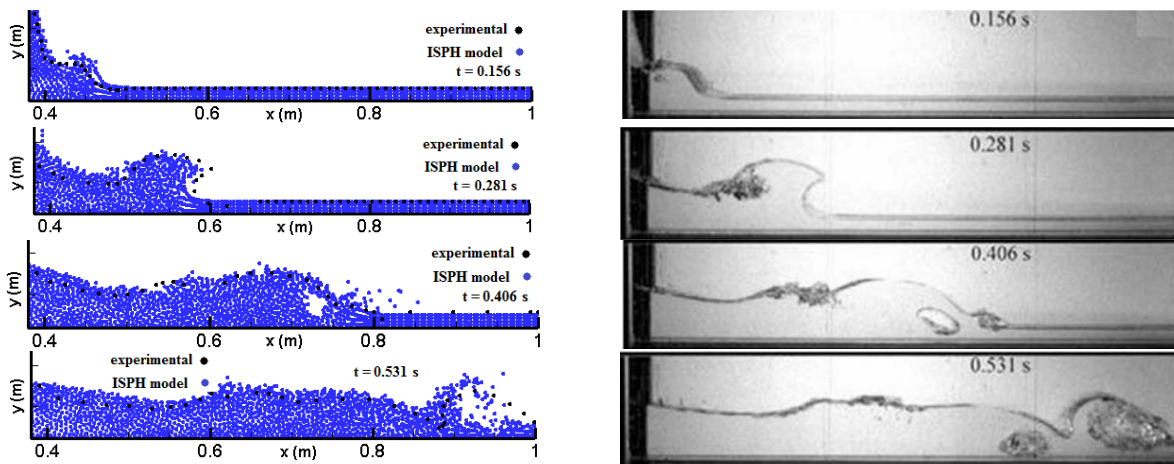 y (m)
experimental
ISPH model
t = 0.156 s
0.4
0.6
0.8
1
x (m)
0.156 s
y (m)
experimental
ISPH model
t = 0.281 s
0.4
0.6
0.8
1
x (m)
0.281 s
y (m)
experimental
ISPH model
t = 0.406 s
0.4
0.6
0.8
1
x (m)
0.406 s
y (m)
experimental
ISPH model
t = 0.531 s
0.4
0.6
0.8
1
x (m)
0.531 s